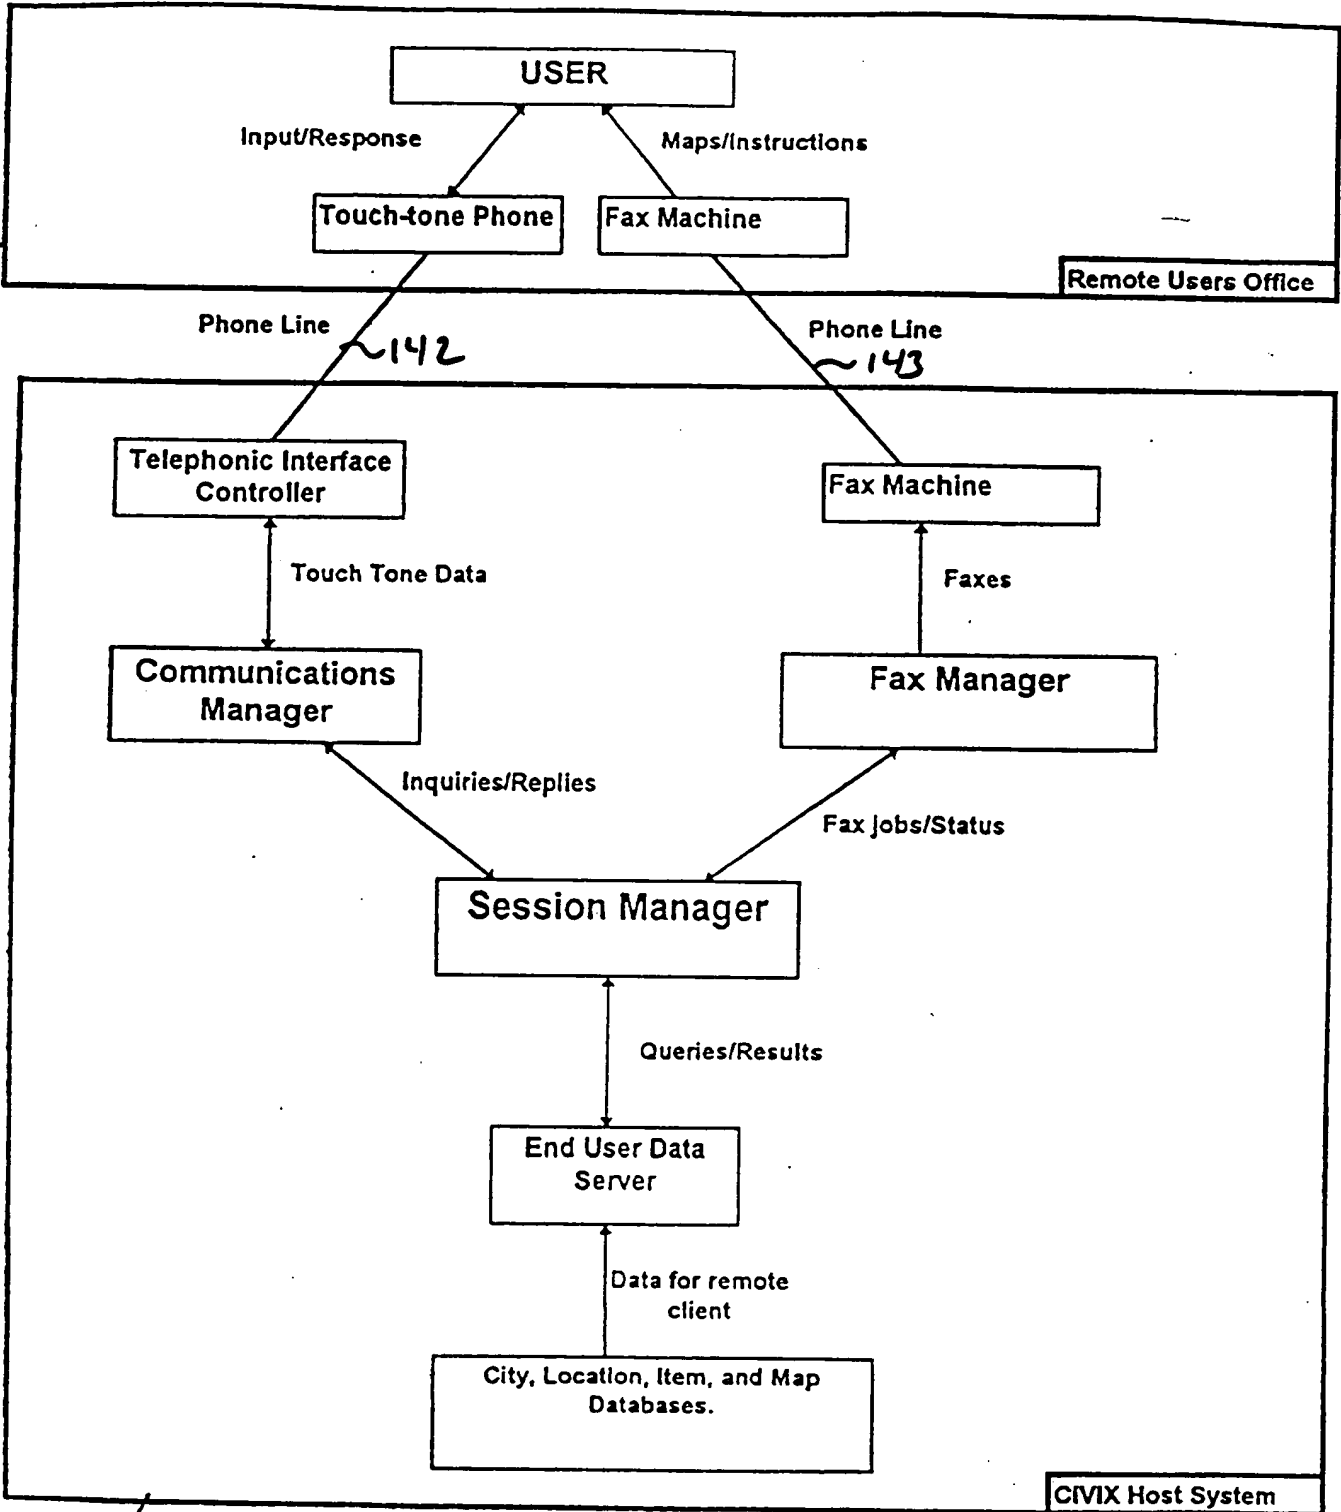 USER
Input/Response
Maps/Instructions
Touch-tone Phone
Fax Machine
Remote Users Office
Phone Line
142
Phone Line
143
Telephonic Interface
Controller
Fax Machine
Touch Tone Data
Faxes
Communications
Manager
Fax Manager
Inquiries/Replies
Fax Jobs/Status
Session Manager
Queries/Results
End User Data
Server
Data for remote
client
City, Location, Item, and Map
Databases.
CIVIX Host System